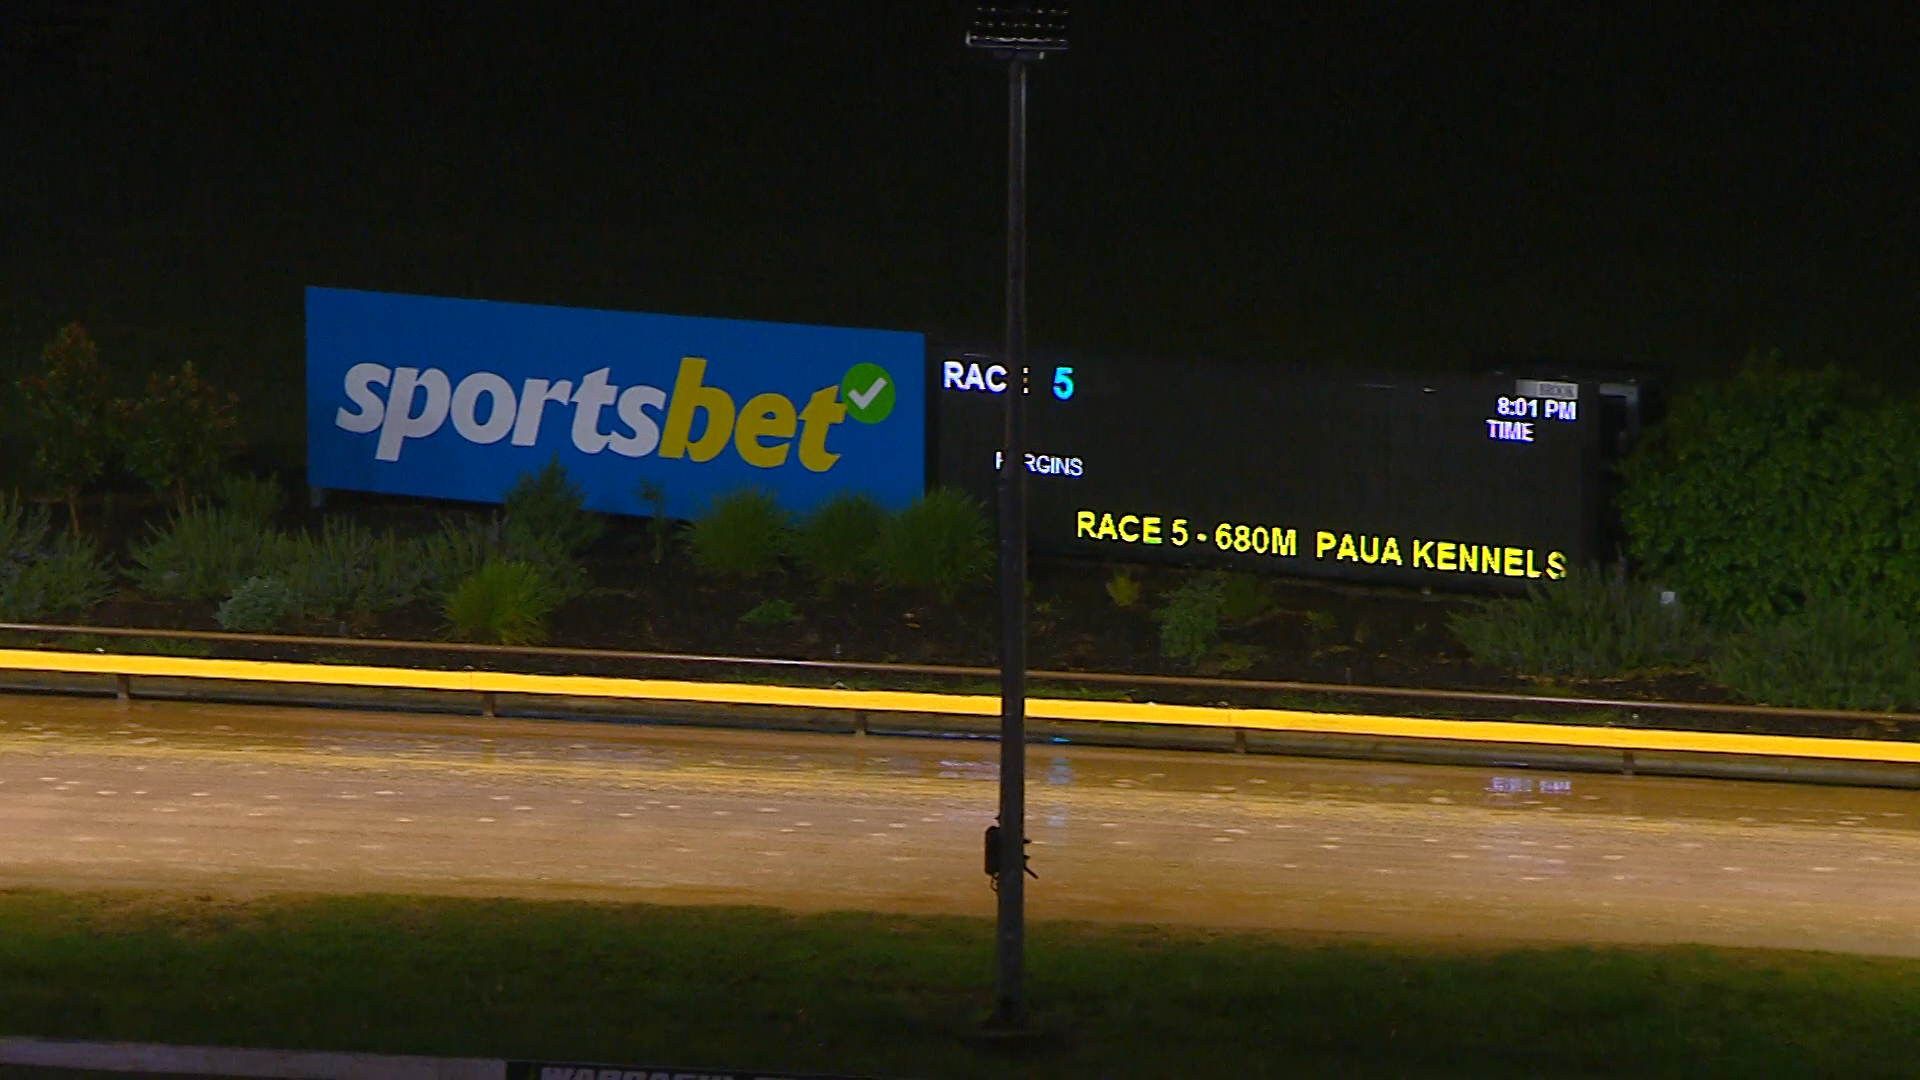 sportsbet
RAC 5
8:01 PM
TIME
RGINS
RACE 5 - 680M PAUA KENNELS